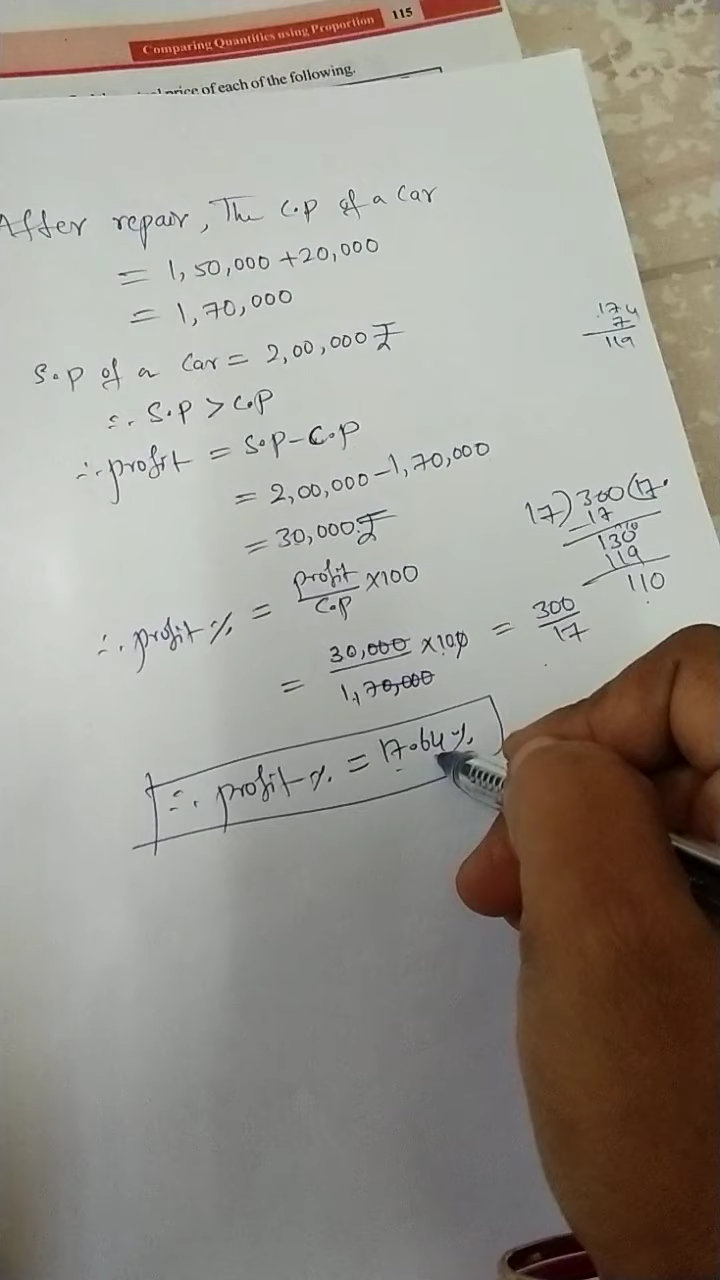 Comparing Quantities using Proportion 115
price of each of the following.
After repair, The C.P of a Car
= 1,50,000 + 20,000
= 1,70,000
S.P of a Car = 2,00,000 ₹
∴ S.P > C.P
∴ profit = S.P - C.P
= 2,00,000 - 1,70,000
= 30,000 ₹
∴ profit % = profit/C.P × 100
= 30,000/1,70,000 × 100 = 300/17
∴ profit % = 17.64 %
7
119
17) 300 (17.
17
130
119
110